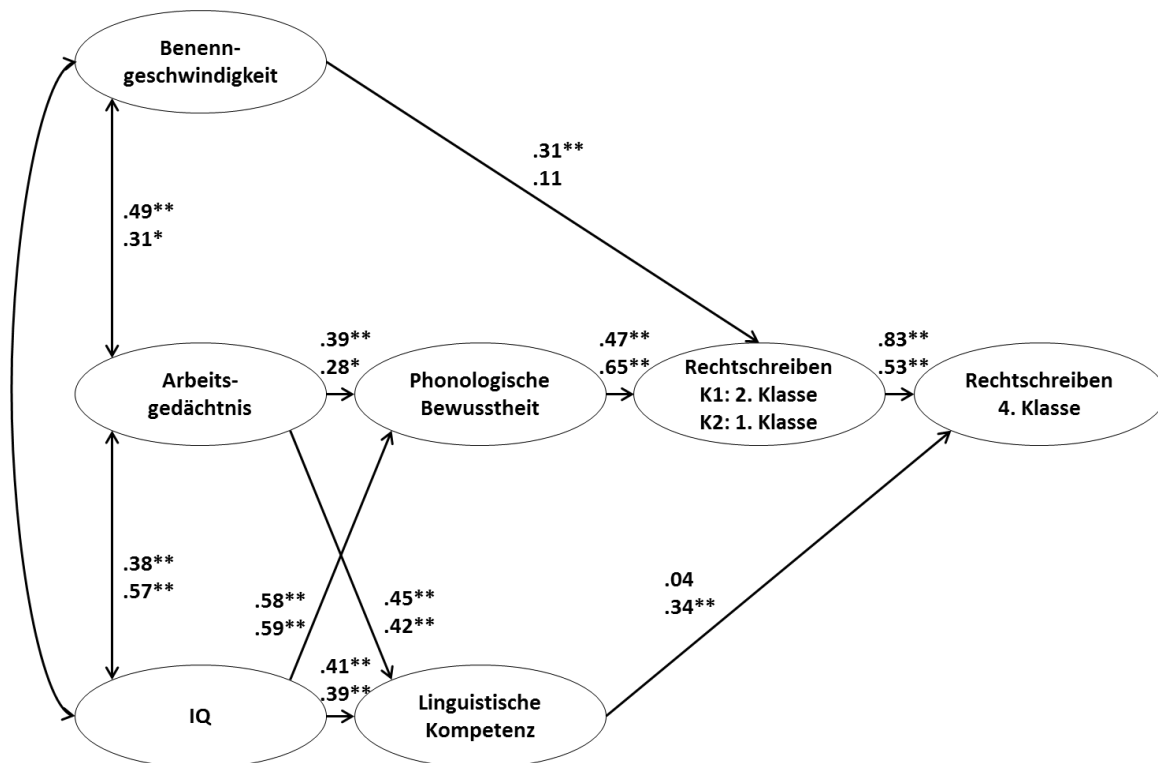 Benenn-
geschwindigkeit
.31**
.11
.49**
.31*
Arbeits-
gedächtnis
.39**
.28*
Phonologische
Bewusstheit
.47**
.65**
Rechtschreiben
K1: 2. Klasse
K2: 1. Klasse
.83**
.53**
Rechtschreiben
4. Klasse
.38**
.57**
.58**
.59**
.45**
.42**
.04
.34**
.41**
.39**
IQ
Linguistische
Kompetenz